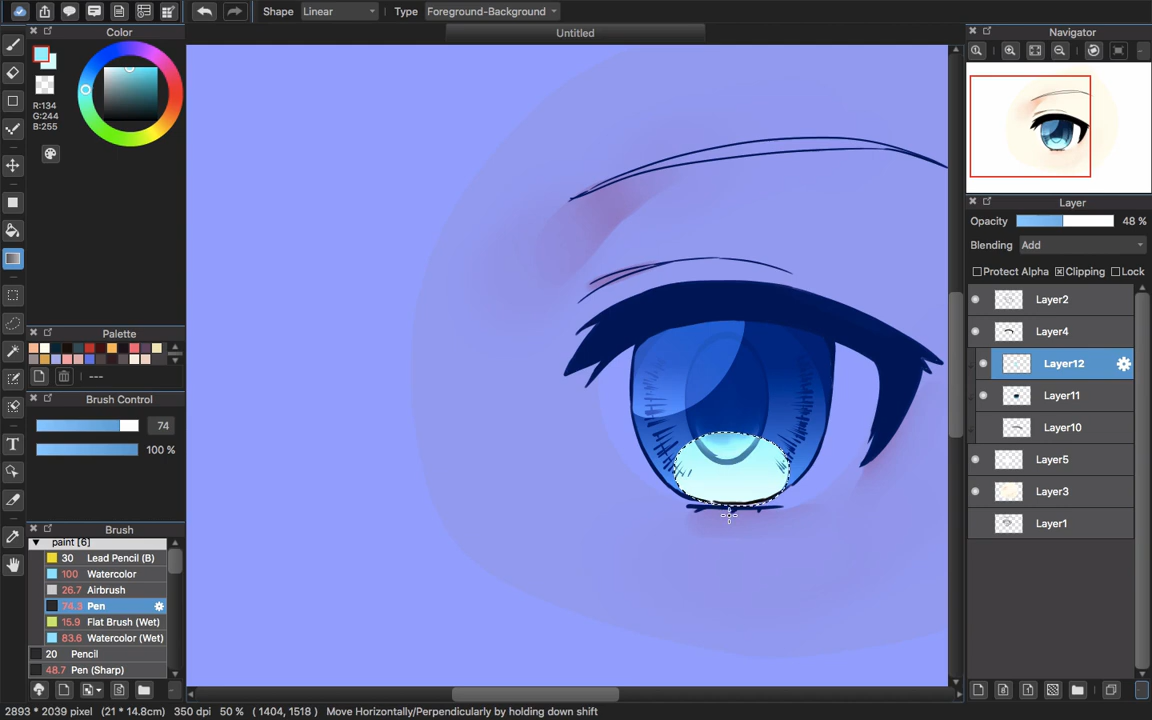 Shape Linear Type Foreground-Background
Untitled
Color
R:134
G:244
B:255
Palette
---
Brush Control
74
100 %
Brush
paint [6]
30 Lead Pencil (B)
100 Watercolor
26.7 Airbrush
74.3 Pen
15.9 Flat Brush (Wet)
83.6 Watercolor (Wet)
20 Pencil
48.7 Pen (Sharp)
Navigator
Layer
Opacity 48 %
Blending Add
Protect Alpha Clipping Lock
Layer2
Layer4
Layer12
Layer11
Layer10
Layer5
Layer3
Layer1
2893 * 2039 pixel (21 * 14.8cm) 350 dpi 50 % ( 1404, 1518 ) Move Horizontally/Perpendicularly by holding down shift